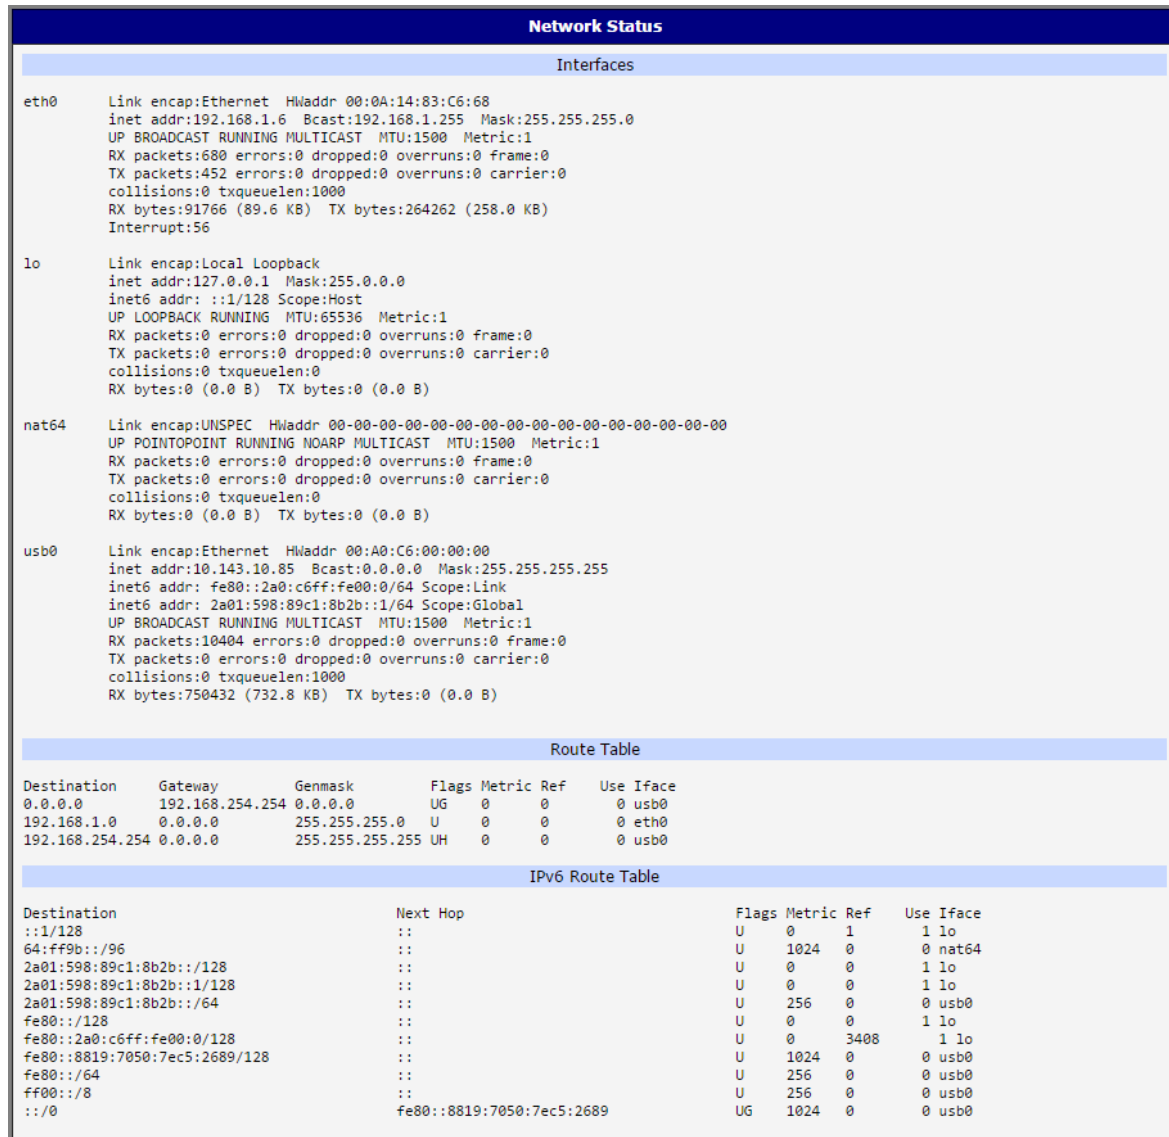 Network Status
Interfaces
eth0 Link encap:Ethernet HWaddr 00:0A:14:83:C6:68
inet addr:192.168.1.6 Bcast:192.168.1.255 Mask:255.255.255.0
UP BROADCAST RUNNING MULTICAST MTU:1500 Metric:1
RX packets:680 errors:0 dropped:0 overruns:0 frame:0
TX packets:452 errors:0 dropped:0 overruns:0 carrier:0
collisions:0 txqueuelen:1000
RX bytes:91766 (89.6 KB) TX bytes:264262 (258.0 KB)
Interrupt:56
lo Link encap:Local Loopback
inet addr:127.0.0.1 Mask:255.0.0.0
inet6 addr: ::1/128 Scope:Host
UP LOOPBACK RUNNING MTU:65536 Metric:1
RX packets:0 errors:0 dropped:0 overruns:0 frame:0
TX packets:0 errors:0 dropped:0 overruns:0 carrier:0
collisions:0 txqueuelen:0
RX bytes:0 (0.0 B) TX bytes:0 (0.0 B)
nat64 Link encap:UNSPEC HWaddr 00-00-00-00-00-00-00-00-00-00-00-00-00-00-00-00
UP POINTOPOINT RUNNING NOARP MULTICAST MTU:1500 Metric:1
RX packets:0 errors:0 dropped:0 overruns:0 frame:0
TX packets:0 errors:0 dropped:0 overruns:0 carrier:0
collisions:0 txqueuelen:0
RX bytes:0 (0.0 B) TX bytes:0 (0.0 B)
usb0 Link encap:Ethernet HWaddr 00:A0:C6:00:00:00
inet addr:10.143.10.85 Bcast:0.0.0.0 Mask:255.255.255.255
inet6 addr: fe80::2a0:c6ff:fe00:0/64 Scope:Link
inet6 addr: 2a01:598:89c1:8b2b::1/64 Scope:Global
UP BROADCAST RUNNING MULTICAST MTU:1500 Metric:1
RX packets:10404 errors:0 dropped:0 overruns:0 frame:0
TX packets:0 errors:0 dropped:0 overruns:0 carrier:0
collisions:0 txqueuelen:1000
RX bytes:750432 (732.8 KB) TX bytes:0 (0.0 B)
Route Table
Destination Gateway Genmask Flags Metric Ref Use Iface
0.0.0.0 192.168.254.254 0.0.0.0 UG 0 0 0 usb0
192.168.1.0 0.0.0.0 255.255.255.0 U 0 0 0 eth0
192.168.254.254 0.0.0.0 255.255.255.255 UH 0 0 0 usb0
IPv6 Route Table
Destination Next Hop Flags Metric Ref Use Iface
::1/128 :: U 0 1 1 lo
64:ff9b::/96 :: U 1024 0 0 nat64
2a01:598:89c1:8b2b::/128 :: U 0 0 1 lo
2a01:598:89c1:8b2b::1/128 :: U 0 0 1 lo
2a01:598:89c1:8b2b::/64 :: U 256 0 0 usb0
fe80::/128 :: U 0 0 1 lo
fe80::2a0:c6ff:fe00:0/128 :: U 0 3408 1 lo
fe80::8819:7050:7ec5:2689/128 :: U 1024 0 0 usb0
fe80::/64 :: U 256 0 0 usb0
ff00::/8 :: U 256 0 0 usb0
::/0 fe80::8819:7050:7ec5:2689 UG 1024 0 0 usb0